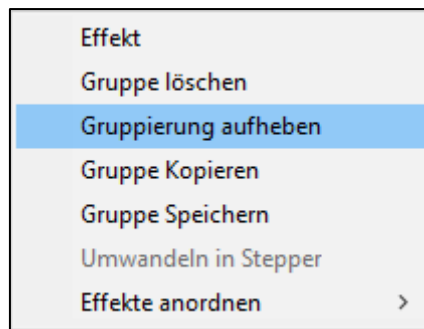 Effekt
Gruppe löschen
Gruppierung aufheben
Gruppe Kopieren
Gruppe Speichern
Umwandeln in Stepper
Effekte anordnen